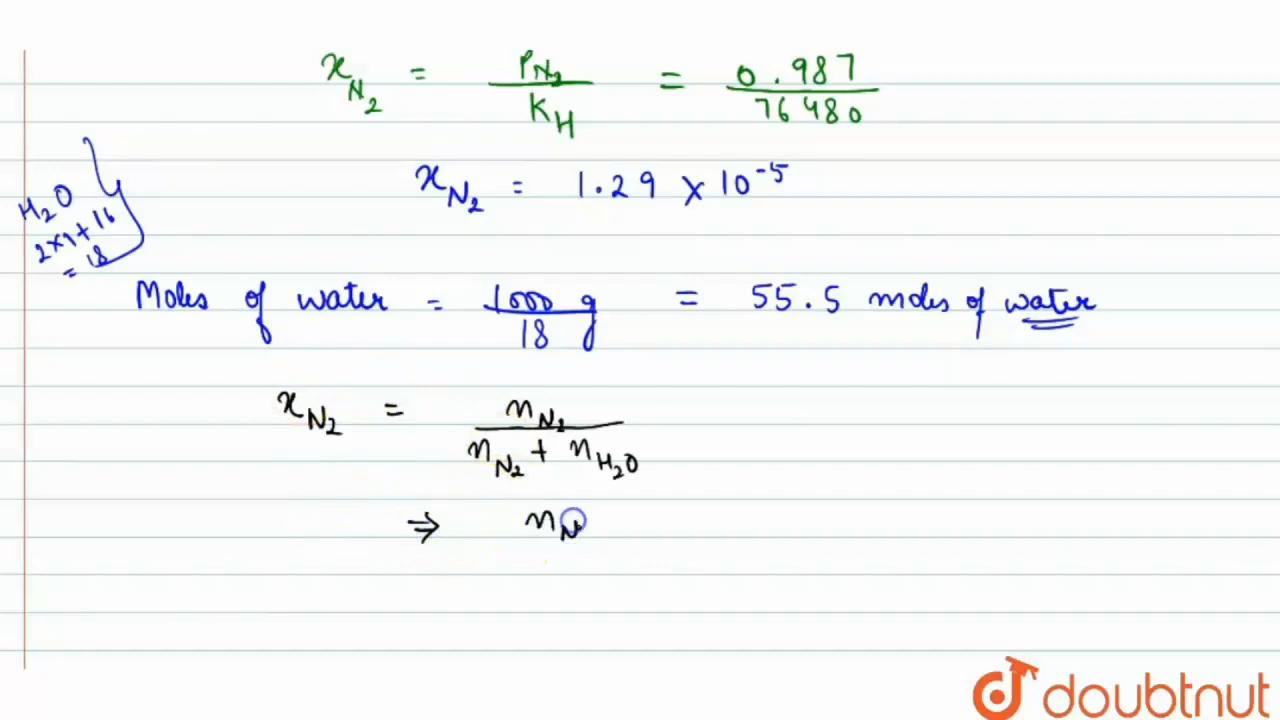 x_N2 = P_N2 / K_H = 0.987 / 76480
x_N2 = 1.29 × 10^-5
H2O
2×1+16
= 18
Moles of water = 1000 g / 18 = 55.5 moles of water
x_N2 = n_N2 / n_N2 + n_H2O
⇒ n_N
doubtnut